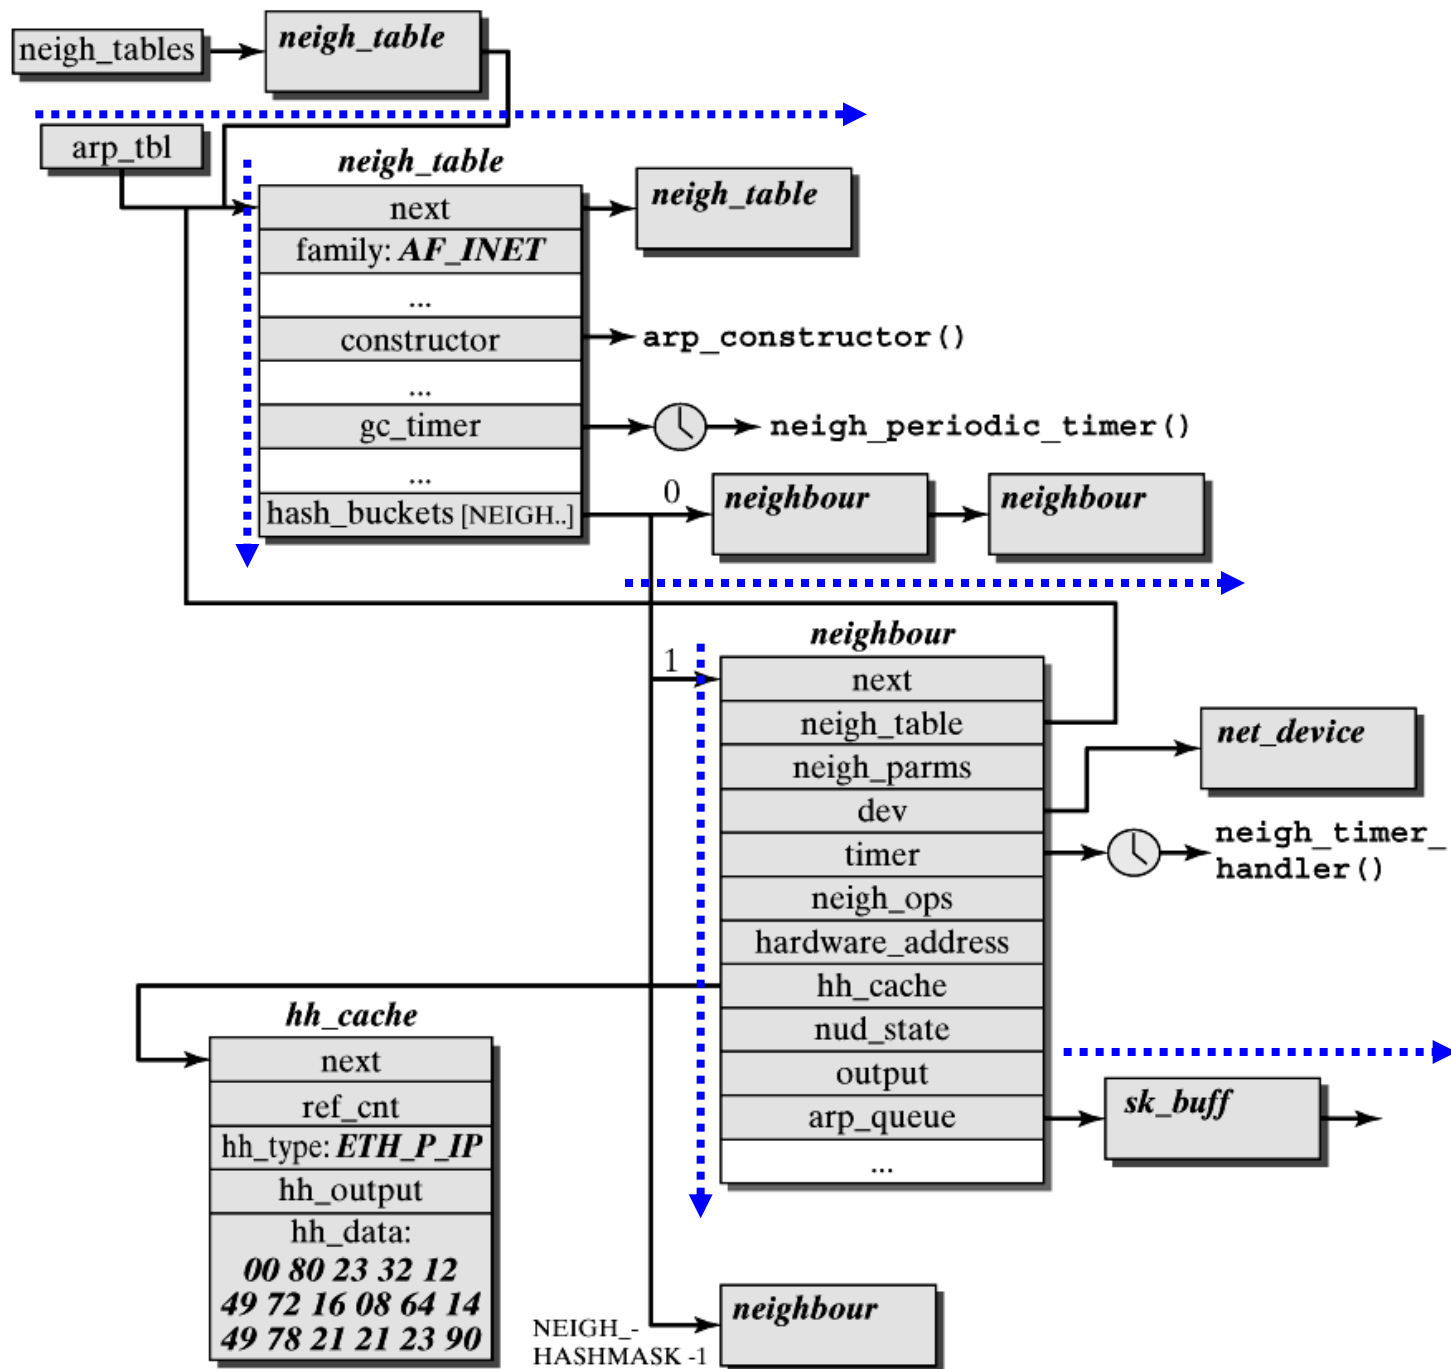 neigh_tables
neigh_table
arp_tbl
neigh_table
next
neigh_table
family: AF_INET
...
constructor
arp_constructor()
...
gc_timer
neigh_periodic_timer()
...
hash_buckets [NEIGH..]
0
neighbour
neighbour
neighbour
1
next
neigh_table
net_device
neigh_parms
dev
neigh_timer_
handler()
timer
neigh_ops
hardware_address
hh_cache
nud_state
output
arp_queue
sk_buff
...
hh_cache
next
ref_cnt
hh_type: ETH_P_IP
hh_output
hh_data:
00 80 23 32 12
49 72 16 08 64 14
49 78 21 21 23 90
NEIGH_-
HASHMASK -1
neighbour